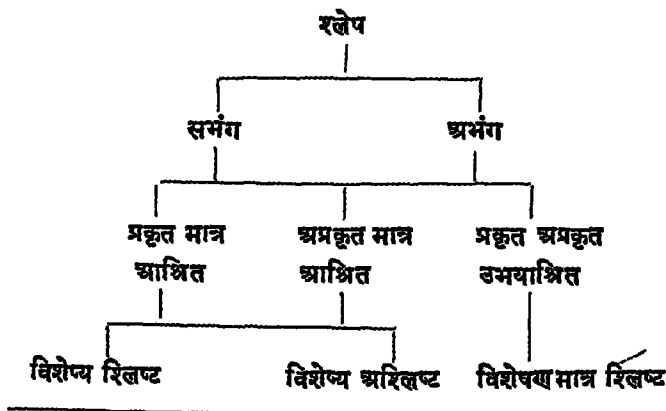 श्लेष
सभंग अभंग
प्रकृत मात्र अप्रकृत मात्र प्रकृत अप्रकृत
आश्रित आश्रित उभयाश्रित
विशेष्य श्लिष्ट विशेष्य अश्लिष्ट विशेषण मात्र श्लिष्ट